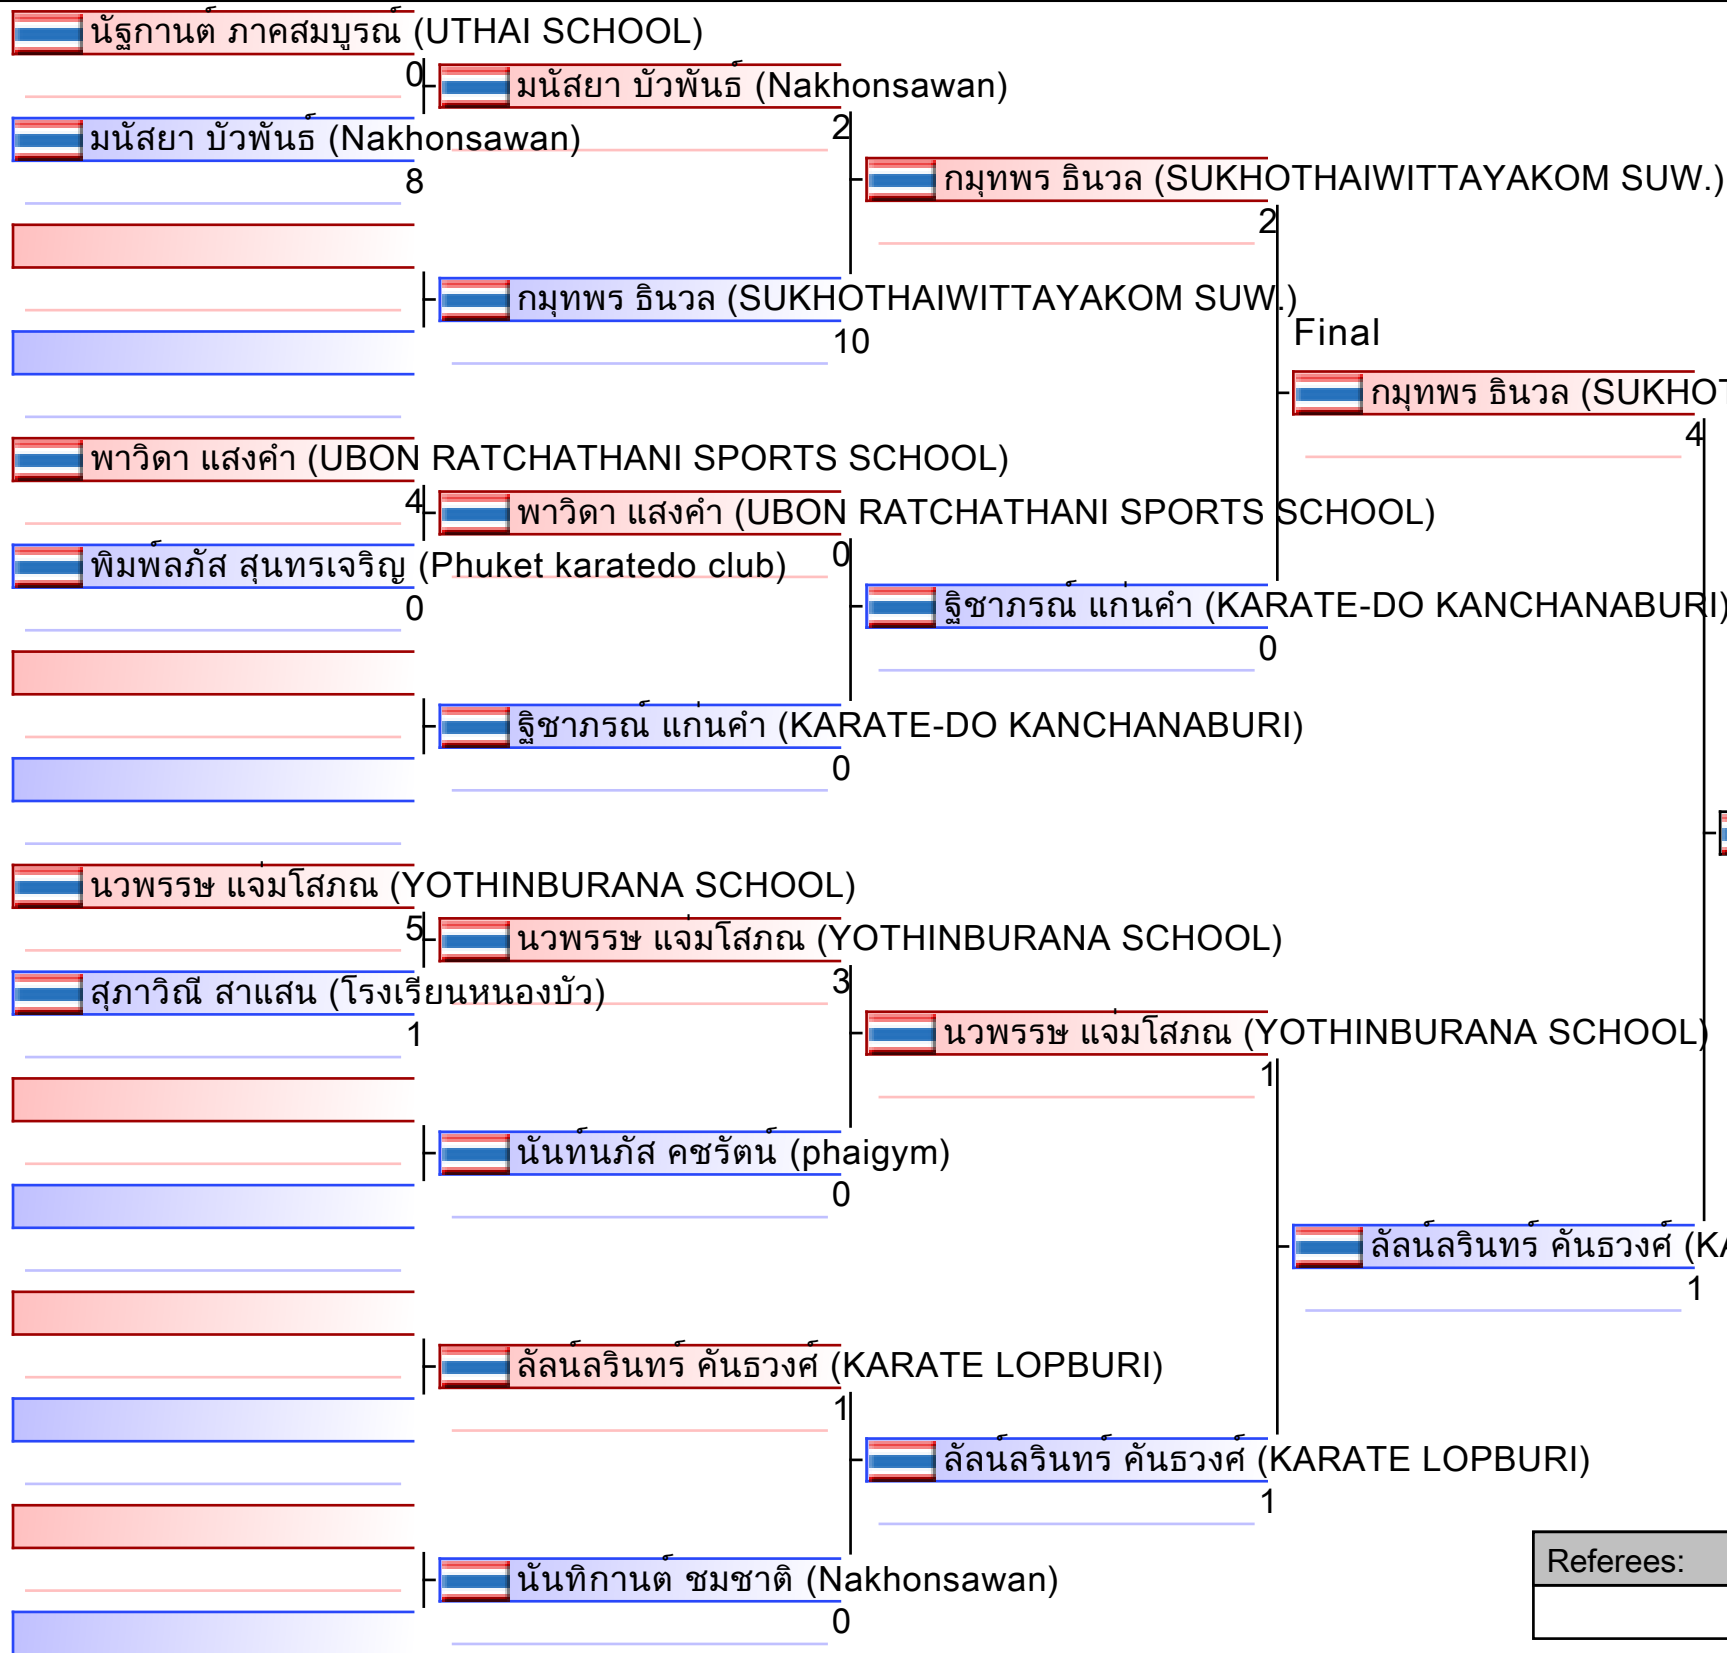 นัฐกานต์ ภาคสมบูรณ์ (UTHAI SCHOOL)
0
มนัสยา บัวพันธ์ (Nakhonsawan)
8
พาวิดา แสงคำ (UBON RATCHATHANI SPORTS SCHOOL)
4
พิมพ์ลภัส สุนทรเจริญ (Phuket karatedo club)
0
นวพรรษ แจ่มโสภณ (YOTHINBURANA SCHOOL)
5
สุภาวิณี สาแสน (โรงเรียนหนองบัว)
1
มนัสยา บัวพันธ์ (Nakhonsawan)
2
กมุทพร ธินวล (SUKHOTHAIWITTAYAKOM SUW.)
10
พาวิดา แสงคำ (UBON RATCHATHANI SPORTS SCHOOL)
0
ฐิชาภรณ์ แก่นคำ (KARATE-DO KANCHANABURI)
0
นวพรรษ แจ่มโสภณ (YOTHINBURANA SCHOOL)
3
นันท์นภัส คชรัตน์ (phaigym)
0
ลัลน์ลรินทร์ คันธวงศ์ (KARATE LOPBURI)
1
นันทิกานต์ ชมชาติ (Nakhonsawan)
0
กมุทพร ธินวล (SUKHOTHAIWITTAYAKOM SUW.)
2
ฐิชาภรณ์ แก่นคำ (KARATE-DO KANCHANABURI)
0
นวพรรษ แจ่มโสภณ (YOTHINBURANA SCHOOL)
1
ลัลน์ลรินทร์ คันธวงศ์ (KARATE LOPBURI)
1
Final
กมุทพร ธินวล (SUKHOT
4
ลัลน์ลรินทร์ คันธวงศ์ (KA
1
Referees: